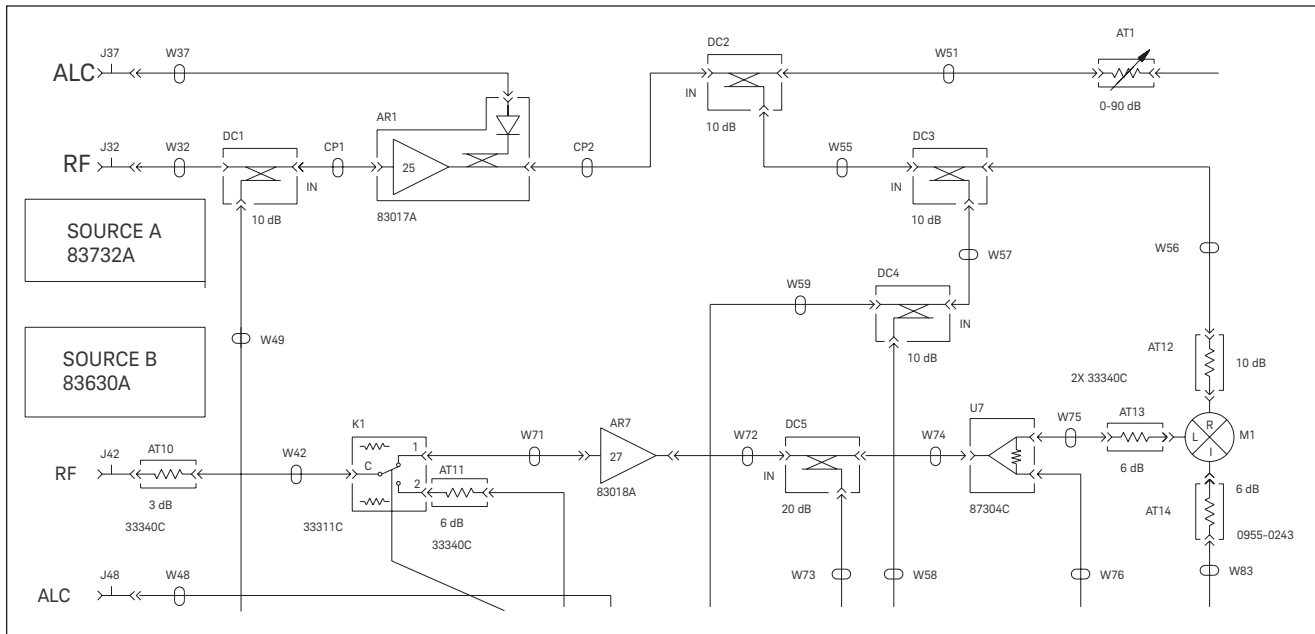 ALC
J37
W37
DC2
W51
AT1
IN
10 dB
0-90 dB
AR1
25
83017A
RF
J32
W32
DC1
CP1
CP2
W55
DC3
IN
10 dB
IN
10 dB
SOURCE A
83732A
W57
W56
DC4
W59
IN
10 dB
W49
SOURCE B
83630A
AT12
10 dB
2X 33340C
K1
U7
W75
AT13
R
L
I
M1
6 dB
RF
J42
AT10
W42
C
1
2
W71
AR7
27
83018A
W72
DC5
IN
20 dB
W74
87304C
3 dB
33340C
33311C
AT11
6 dB
33340C
6 dB
AT14
0955-0243
ALC
J48
W48
W73
W58
W76
W83